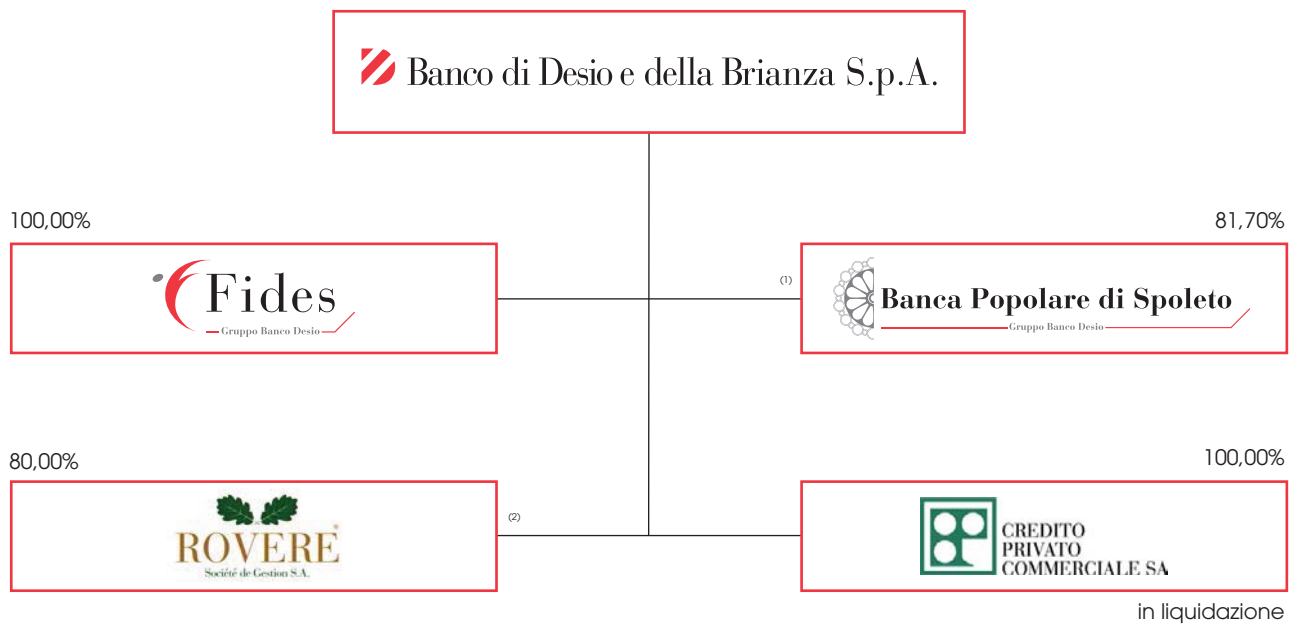 Banco di Desio e della Brianza S.p.A.
100,00%
81,70%
Fides
Gruppo Banco Desio
(1)
Banca Popolare di Spoleto
Gruppo Banco Desio
80,00%
100,00%
ROVERE®
Société de Gestion S.A.
(2)
CREDITO
PRIVATO
COMMERCIALE SA
in liquidazione